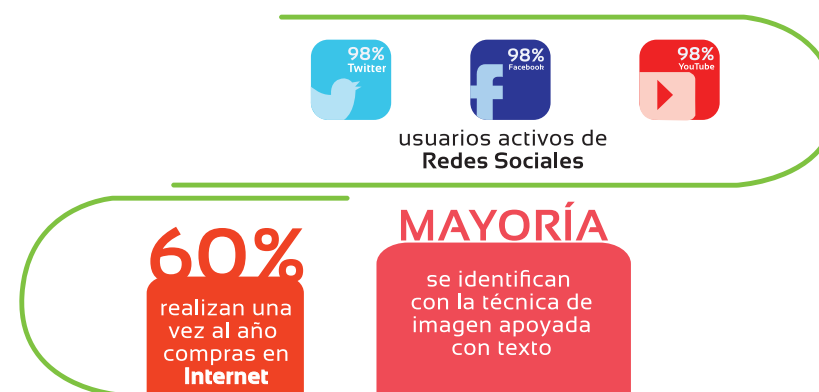 98%
Twitter
98%
Facebook
98%
YouTube
usuarios activos de
Redes Sociales
60%
realizan una
vez al año
compras en
Internet
MAYORÍA
se identifican
con la técnica de
imagen apoyada
con texto